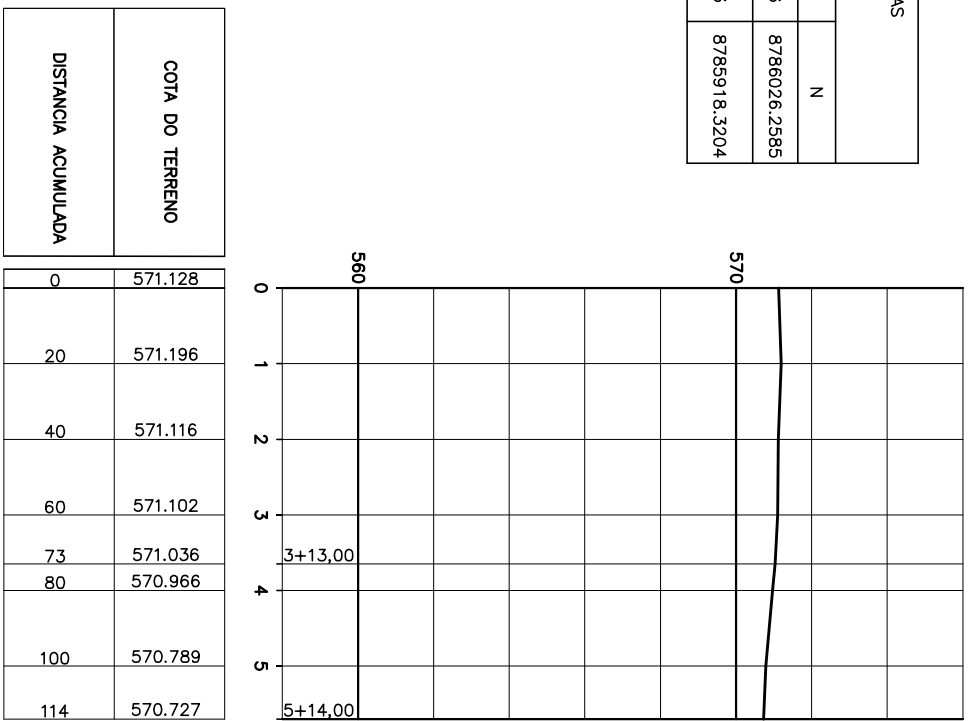 AS
N
8786026.2585
8785918.3204
COTA DO TERRENO
DISTANCIA ACUMULADA
570
560
0 571.128 0
20 571.196 1
40 571.116 2
60 571.102 3
73 571.036 3+13,00
80 570.966 4
100 570.789 5
114 570.727 5+14,00